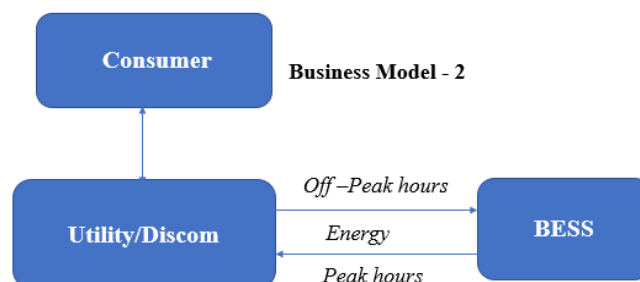 Consumer
Business Model - 2
Off –Peak hours
Utility/Discom
Energy
BESS
Peak hours